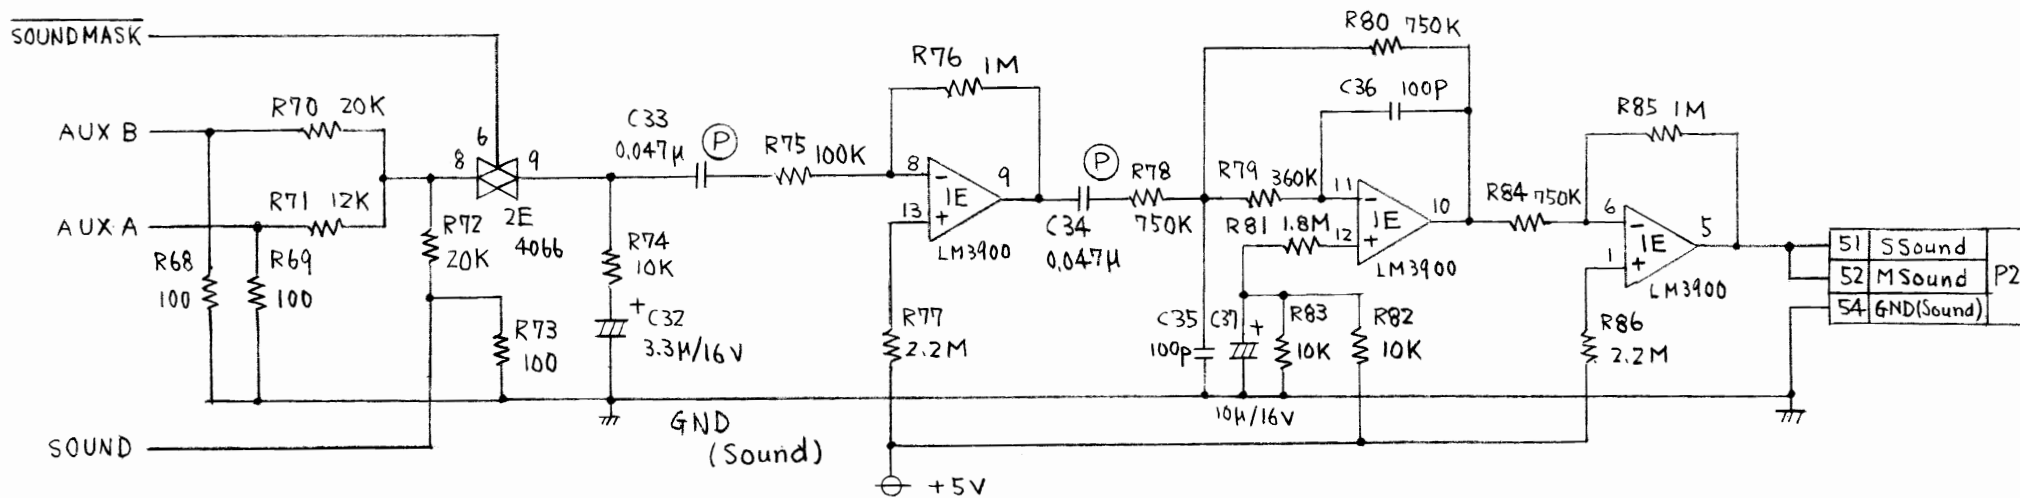 SOUNDMASK
AUX B
AUX A
SOUND
R70 20K
R71 12K
R68
100
R69
100
6
8
9
2E
4066
R72
20K
R73
100
C33
0.047μ
P
R74
10K
+
C32
3.3μ/16V
GND
(Sound)
R75 100K
R76 1M
8
-
1E
9
13
+
LM3900
R77
2.2M
+5V
C34
0.047μ
P
R78
750K
R80 750K
C36 100P
R79 360K
R81 1.8M
11
-
1E
10
12
+
LM3900
C35
100p
C37
+
10μ/16V
R83
10K
R82
10K
R84 750K
R85 1M
6
-
1E
5
1
+
LM3900
R86
2.2M
51 SSound
52 MSound
54 GND(Sound)
P2